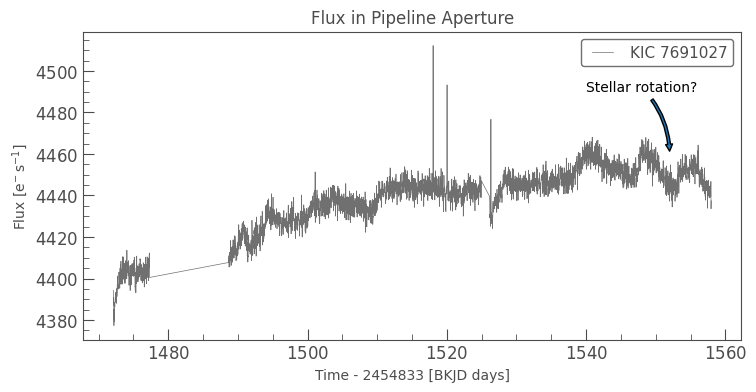 Flux in Pipeline Aperture
KIC 7691027
Stellar rotation?
Flux [e⁻ s⁻¹]
4500
4480
4460
4440
4420
4400
4380
1480 1500 1520 1540 1560
Time - 2454833 [BKJD days]